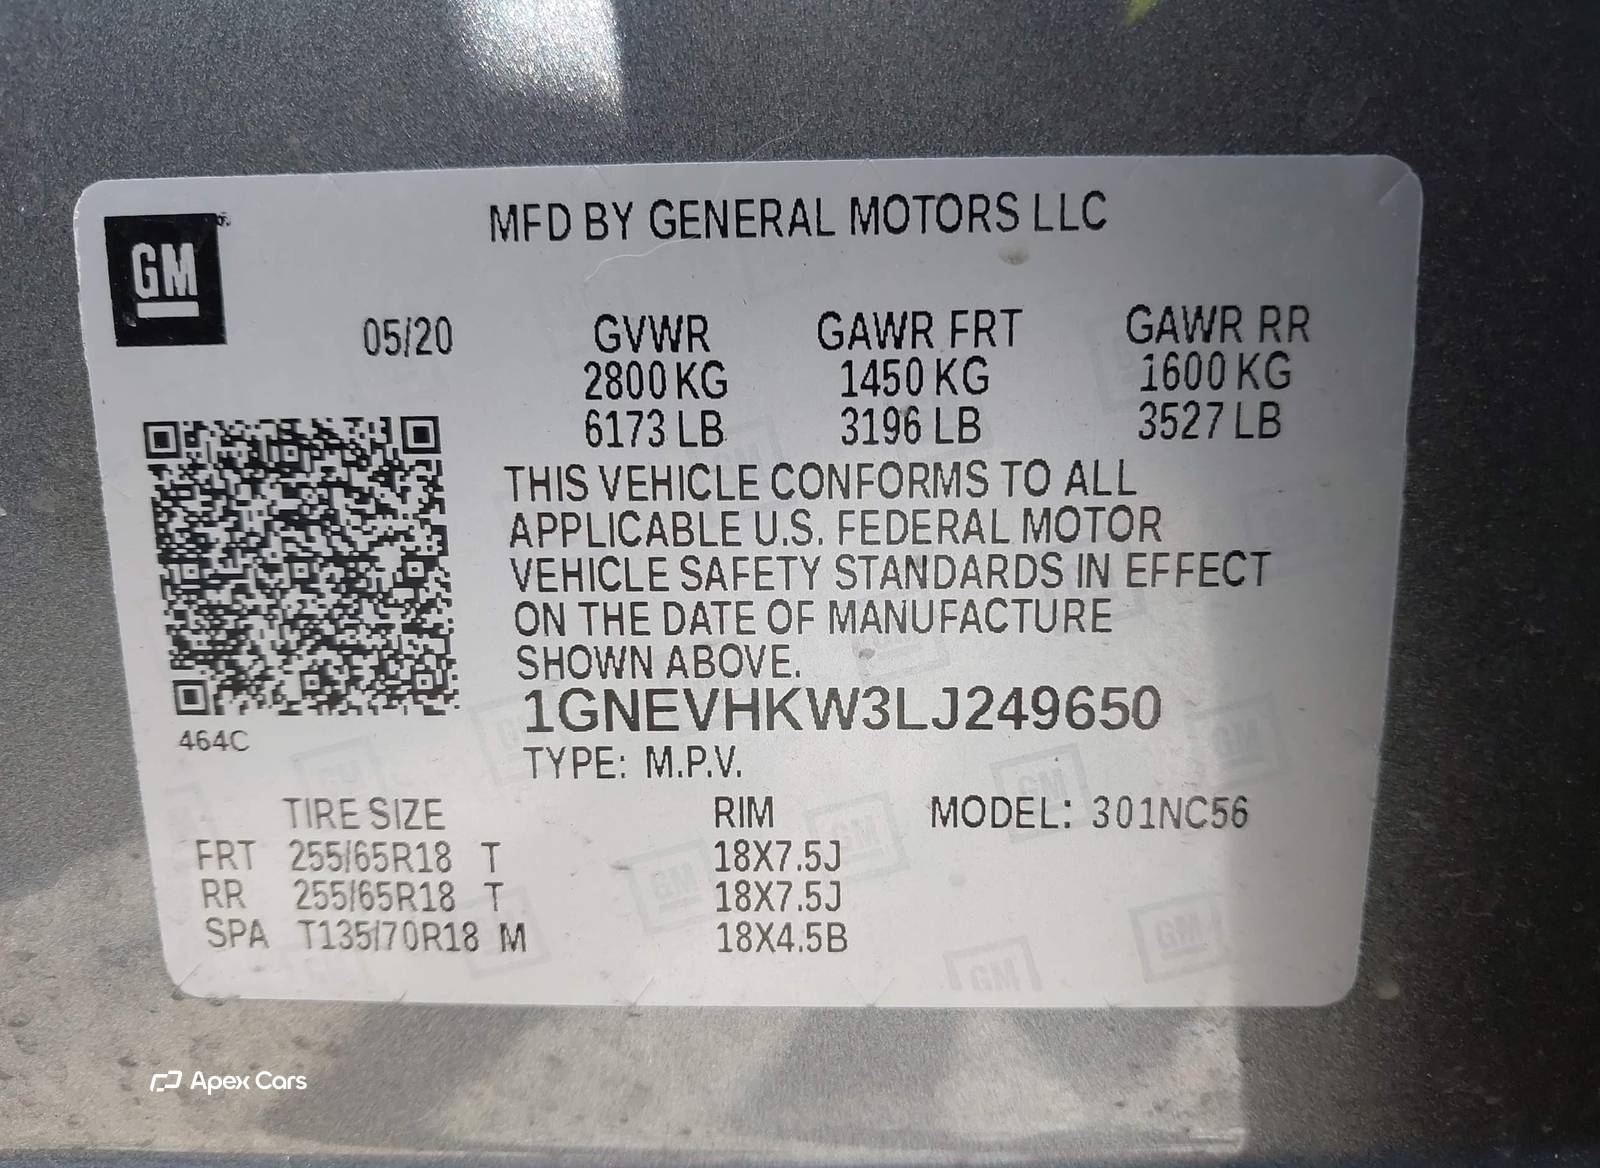 MFD BY GENERAL MOTORS LLC
GM
05/20 GVWR GAWR FRT GAWR RR
2800 KG 1450 KG 1600 KG
6173 LB 3196 LB 3527 LB
THIS VEHICLE CONFORMS TO ALL
APPLICABLE U.S. FEDERAL MOTOR
VEHICLE SAFETY STANDARDS IN EFFECT
ON THE DATE OF MANUFACTURE
SHOWN ABOVE.
1GNEVHKW3LJ249650
464C
TYPE: M.P.V.
TIRE SIZE RIM MODEL: 301NC56
FRT 255/65R18 T 18X7.5J
RR 255/65R18 T 18X7.5J
SPA T135/70R18 M 18X4.5B
Apex Cars